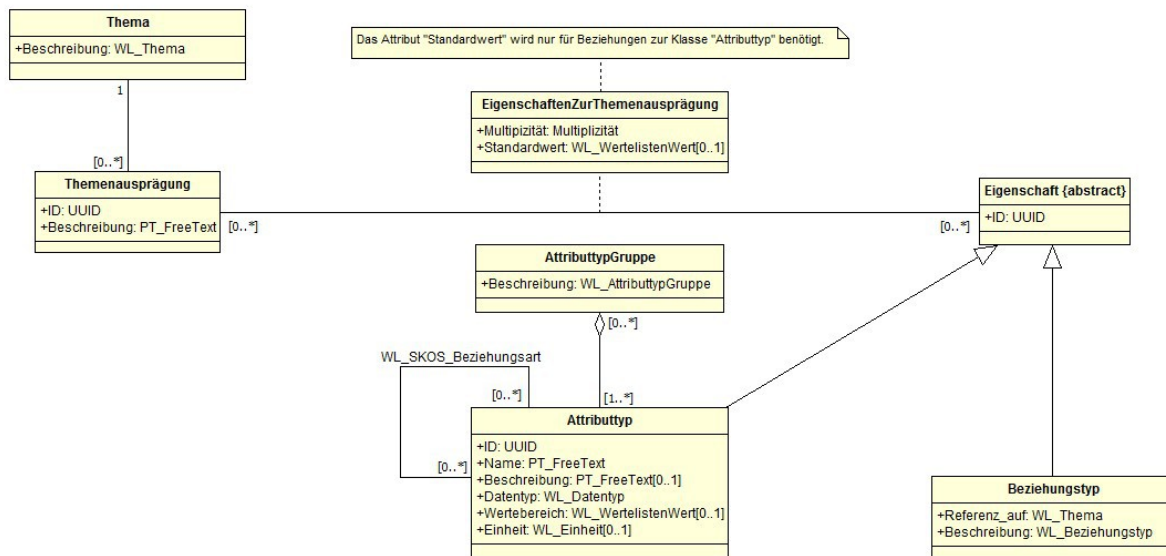 Thema
+Beschreibung: WL_Thema
1
[0..*]
Das Attribut "Standardwert" wird nur für Beziehungen zur Klasse "Attributtyp" benötigt.
EigenschaftenZurThemenausprägung
+Multipizität: Multiplizität
+Standardwert: WL_WertelistenWert[0..1]
Themenausprägung
+ID: UUID
+Beschreibung: PT_FreeText
[0..*]
[0..*]
Eigenschaft {abstract}
+ID: UUID
AttributtypGruppe
+Beschreibung: WL_AttributtypGruppe
[0..*]
[1..*]
WL_SKOS_Beziehungsart
[0..*]
[0..*]
Attributtyp
+ID: UUID
+Name: PT_FreeText
+Beschreibung: PT_FreeText[0..1]
+Datentyp: WL_Datentyp
+Wertebereich: WL_WertelistenWert[0..1]
+Einheit: WL_Einheit[0..1]
Beziehungstyp
+Referenz_auf: WL_Thema
+Beschreibung: WL_Beziehungstyp